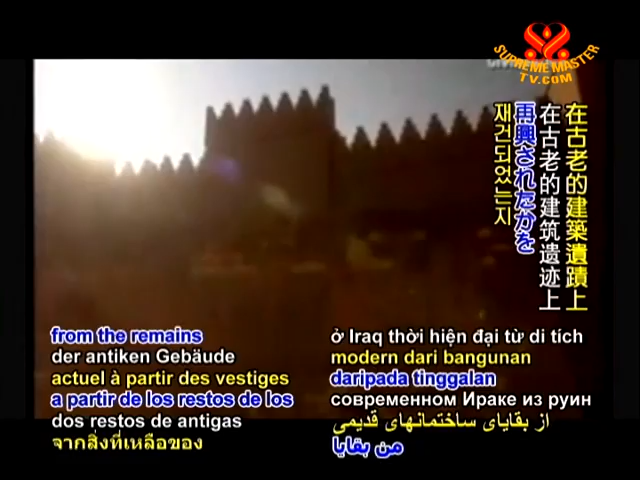 SUPREME MASTER
TV.COM
在古老的建築遺蹟上
在古老的建筑遗迹上
再興されたかを
재건되었는지
from the remains
der antiken Gebäude
actuel à partir des vestiges
a partir de los restos de los
dos restos de antigas
จากสิ่งที่เหลือของ
ở Iraq thời hiện đại từ di tích
modern dari bangunan
daripada tinggalan
современном Ираке из руин
از بقایای ساختمانهای قدیمی
من بقايا